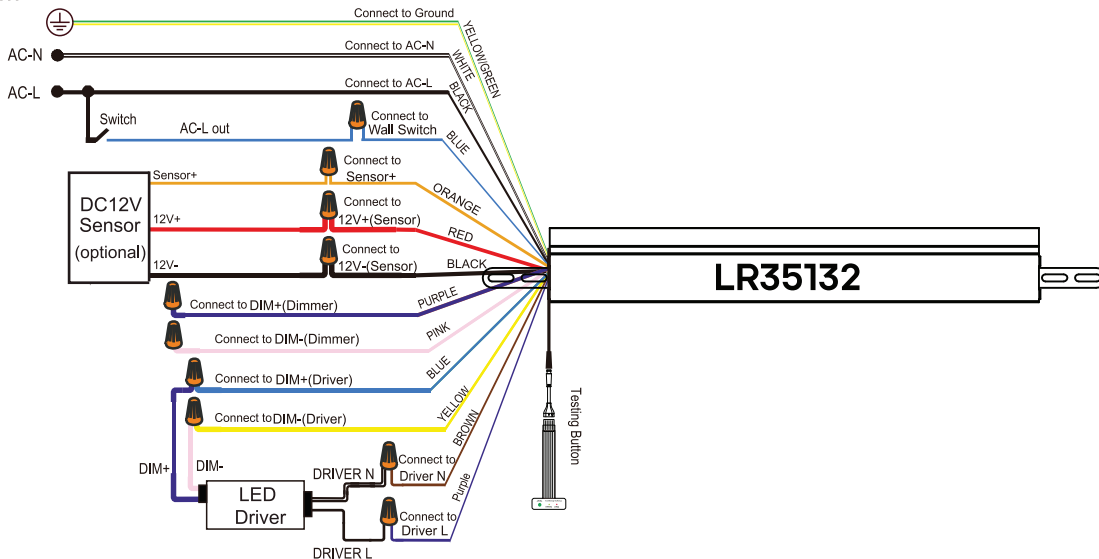 Connect to Ground
YELLOW/GREEN
AC-N
Connect to AC-N
WHITE
AC-L
Connect to AC-L
BLACK
Switch
AC-L out
Connect to
Wall Switch
BLUE
DC12V
Sensor
(optional)
Sensor+
Connect to
Sensor+
ORANGE
12V+
Connect to
12V+(Sensor)
RED
12V-
Connect to
12V-(Sensor)
BLACK
LR35132
Connect to DIM+(Dimmer)
PURPLE
Connect to DIM-(Dimmer)
PINK
Connect to DIM+(Driver)
BLUE
Connect to DIM-(Driver)
YELLOW
Testing Button
DIM+
DIM-
LED
Driver
DRIVER N
Connect to
Driver N
BROWN
DRIVER L
Connect to
Driver L
Purple